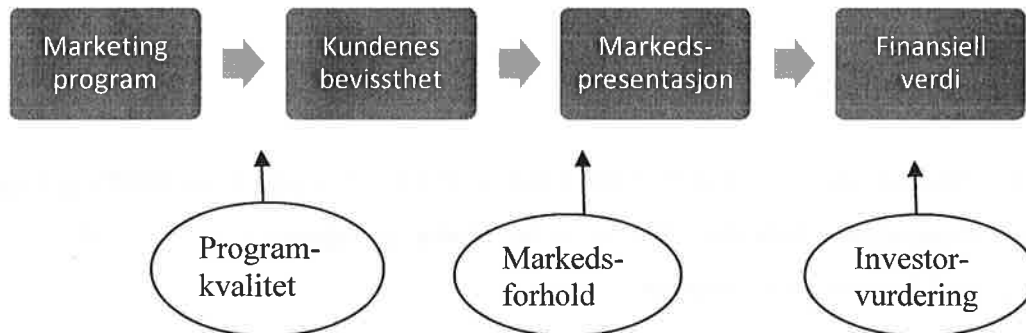 Marketing
program
Kundenes
bevissthet
Markeds-
presentasjon
Finansiell
verdi
Program-
kvalitet
Markeds-
forhold
Investor-
vurdering